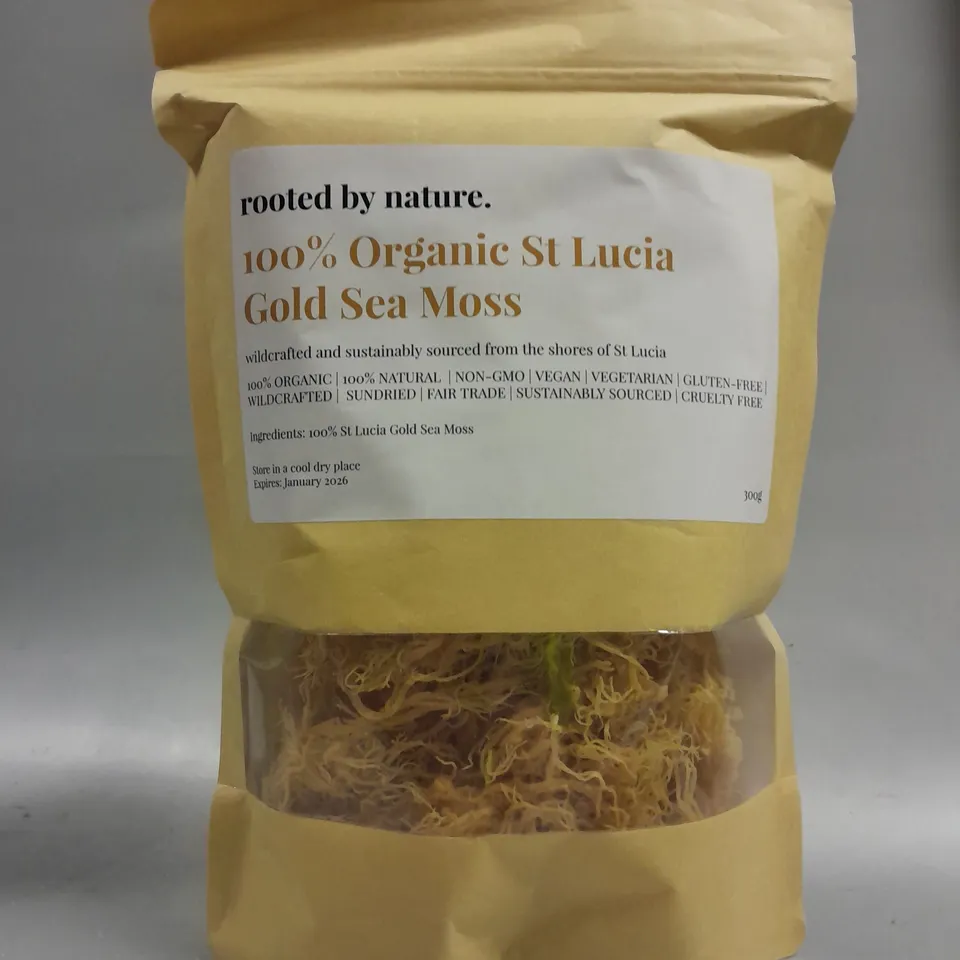 rooted by nature.
100% Organic St Lucia
Gold Sea Moss
wildcrafted and sustainably sourced from the shores of St Lucia
100% ORGANIC | 100% NATURAL | NON-GMO | VEGAN | VEGETARIAN | GLUTEN-FREE |
WILDCRAFTED | SUNDRIED | FAIR TRADE | SUSTAINABLY SOURCED | CRUELTY FREE
Ingredients: 100% St Lucia Gold Sea Moss
Store in a cool dry place
Expires: January 2026
300g